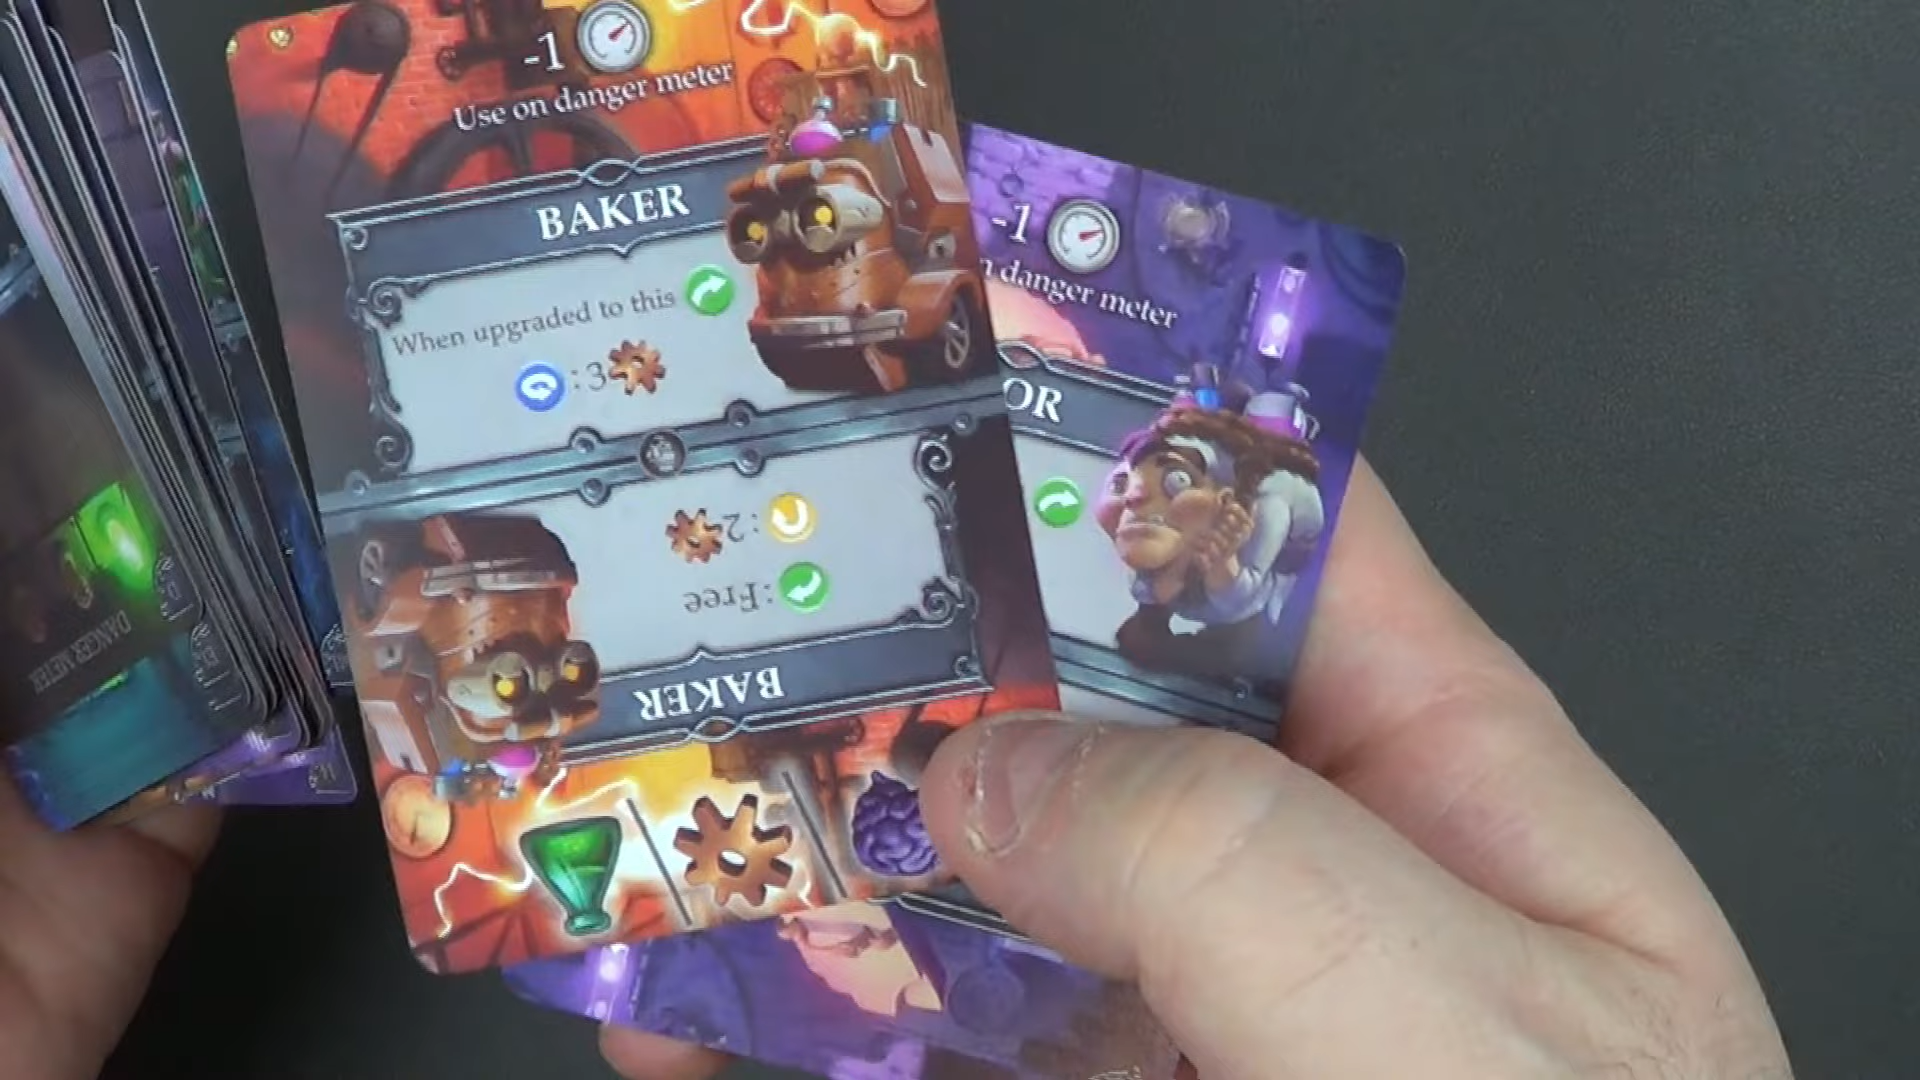 -1
Use on danger meter
BAKER
When upgraded to this
: 3
: 2
: Free
BAKER
-1
danger meter
OR
DANGER METER